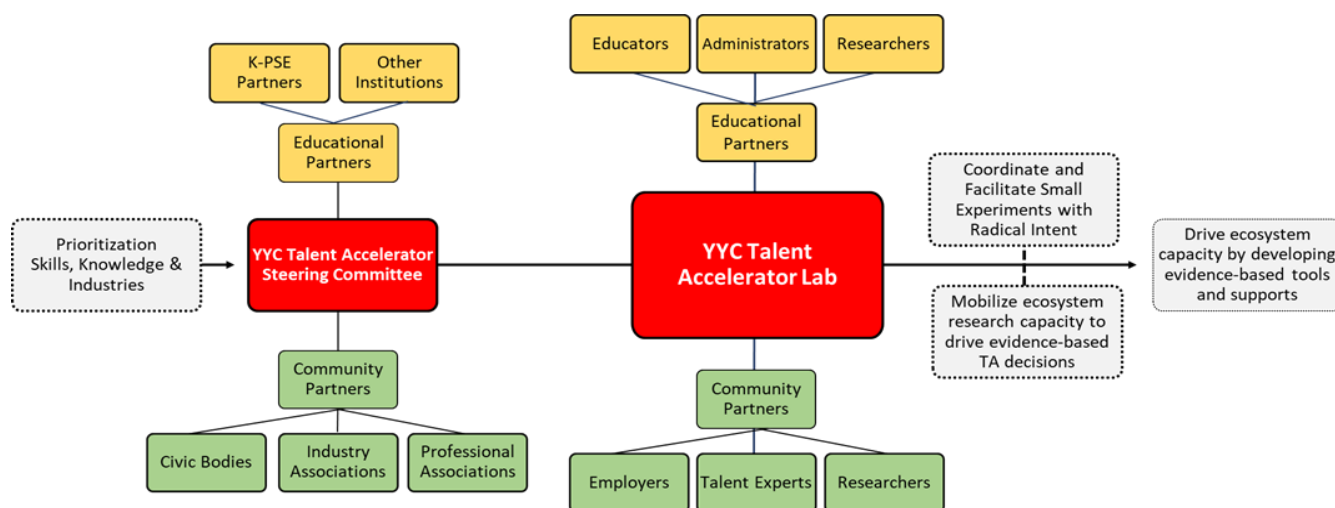 K-PSE
Partners
Other
Institutions
Educational
Partners
Prioritization
Skills, Knowledge &
Industries
YYC Talent Accelerator
Steering Committee
Community
Partners
Civic Bodies
Industry
Associations
Professional
Associations
Educators
Administrators
Researchers
Educational
Partners
YYC Talent
Accelerator Lab
Community
Partners
Employers
Talent Experts
Researchers
Coordinate and
Facilitate Small
Experiments with
Radical Intent
Mobilize ecosystem
research capacity to
drive evidence-based
TA decisions
Drive ecosystem
capacity by developing
evidence-based tools
and supports